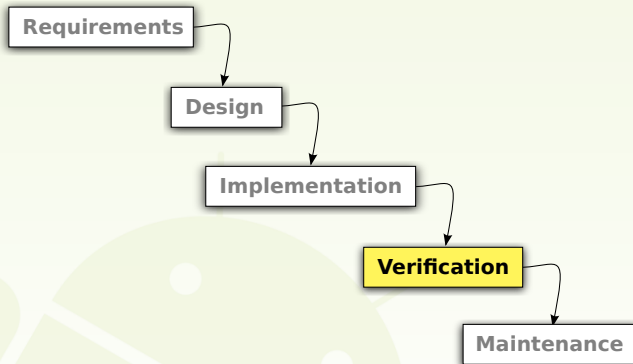 Requirements
Design
Implementation
Verification
Maintenance